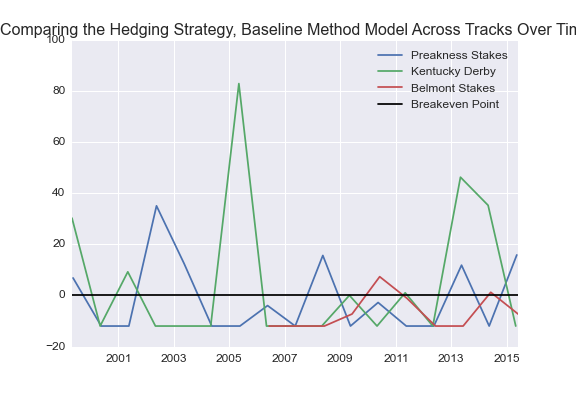 Comparing the Hedging Strategy, Baseline Method Model Across Tracks Over
100
80
60
40
20
0
−20
Preakness Stakes
Kentucky Derby
Belmont Stakes
Breakeven Point
2001 2003 2005 2007 2009 2011 2013 2015